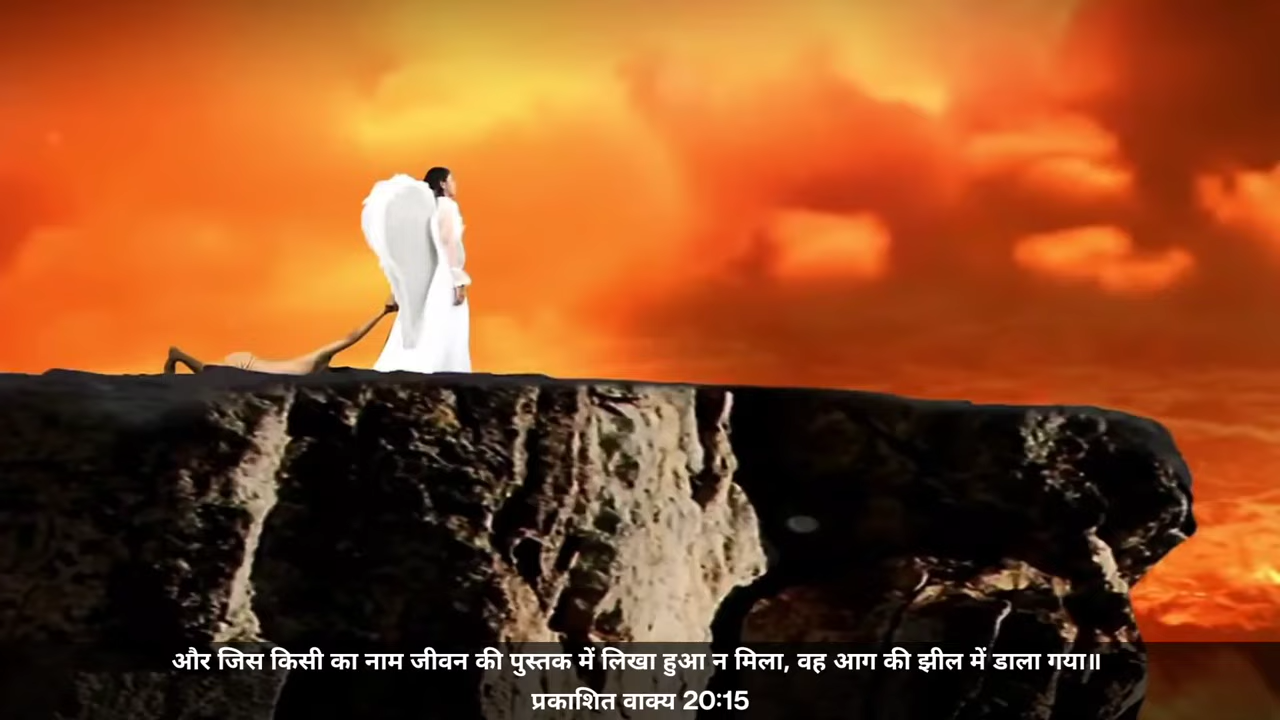 और जिस किसी का नाम जीवन की पुस्तक में लिखा हुआ न मिला, वह आग की झील में डाला गया॥
प्रकाशित वाक्य 20:15